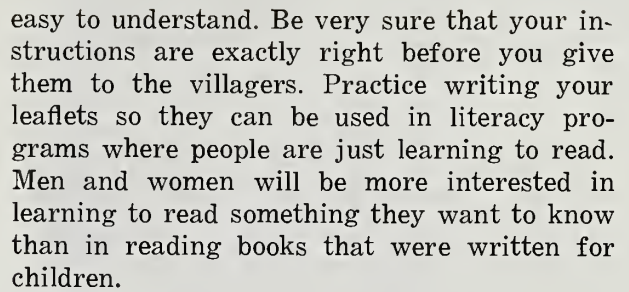 easy to understand. Be very sure that your in-
structions are exactly right before you give
them to the villagers. Practice writing your
leaflets so they can be used in literacy pro-
grams where people are just learning to read.
Men and women will be more interested in
learning to read something they want to know
than in reading books that were written for
children.